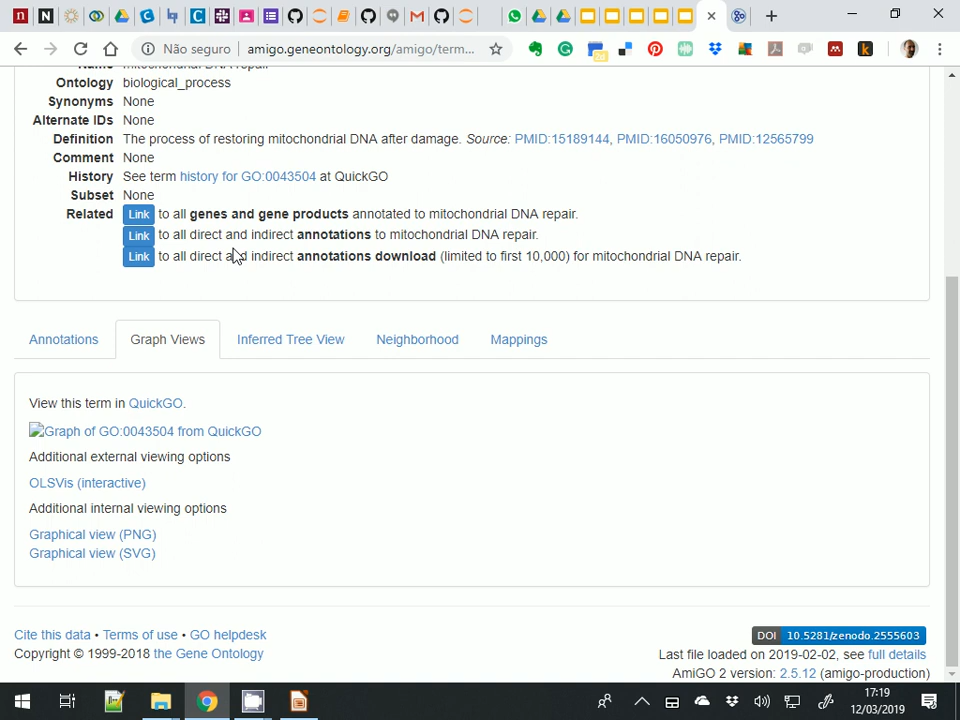 Não seguro
amigo.geneontology.org/amigo/term...
Name mitochondrial DNA repair
Ontology biological_process
Synonyms None
Alternate IDs None
Definition The process of restoring mitochondrial DNA after damage. Source: PMID:15189144, PMID:16050976, PMID:12565799
Comment None
History See term history for GO:0043504 at QuickGO
Subset None
Related Link to all genes and gene products annotated to mitochondrial DNA repair.
Link to all direct and indirect annotations to mitochondrial DNA repair.
Link to all direct and indirect annotations download (limited to first 10,000) for mitochondrial DNA repair.
Annotations Graph Views Inferred Tree View Neighborhood Mappings
View this term in QuickGO.
Graph of GO:0043504 from QuickGO
Additional external viewing options
OLSVis (interactive)
Additional internal viewing options
Graphical view (PNG)
Graphical view (SVG)
Cite this data • Terms of use • GO helpdesk
Copyright © 1999-2018 the Gene Ontology
DOI 10.5281/zenodo.2555603
Last file loaded on 2019-02-02, see full details
AmiGO 2 version: 2.5.12 (amigo-production)
17:19
12/03/2019